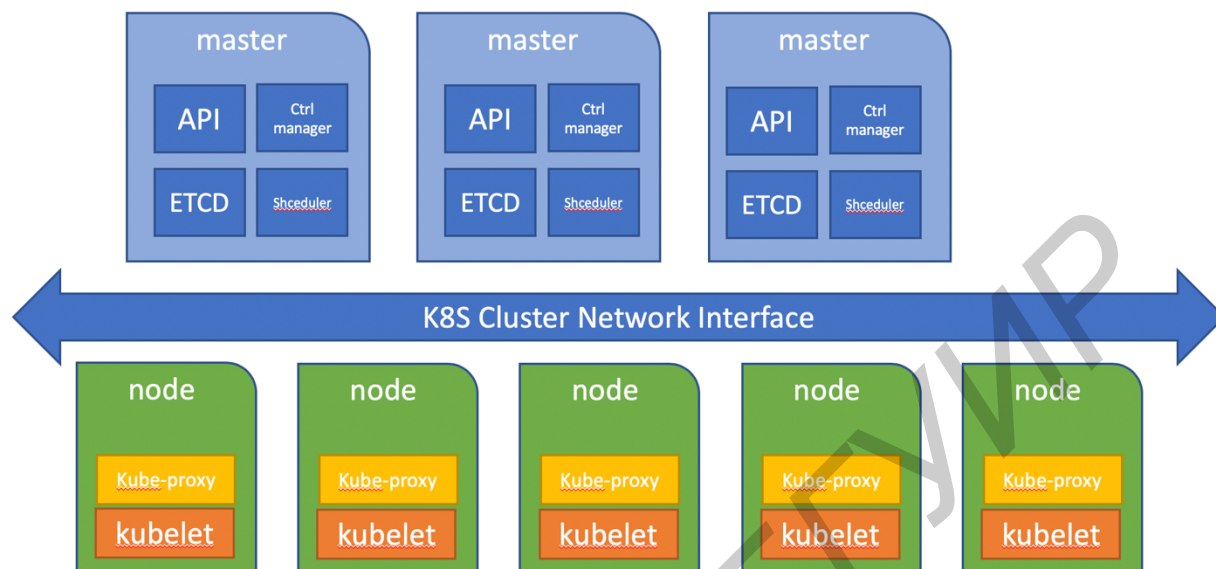 master master master
API Ctrl manager API Ctrl manager API Ctrl manager
ETCD Shceduler ETCD Shceduler ETCD Shceduler
K8S Cluster Network Interface
node node node node node
Kube-proxy Kube-proxy Kube-proxy Kube-proxy Kube-proxy
kubelet kubelet kubelet kubelet kubelet
ГУИР